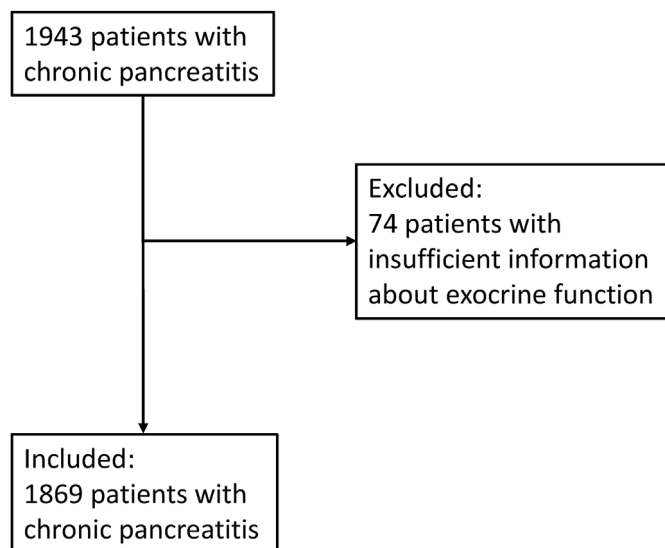 1943 patients with
chronic pancreatitis
Excluded:
74 patients with
insufficient information
about exocrine function
Included:
1869 patients with
chronic pancreatitis